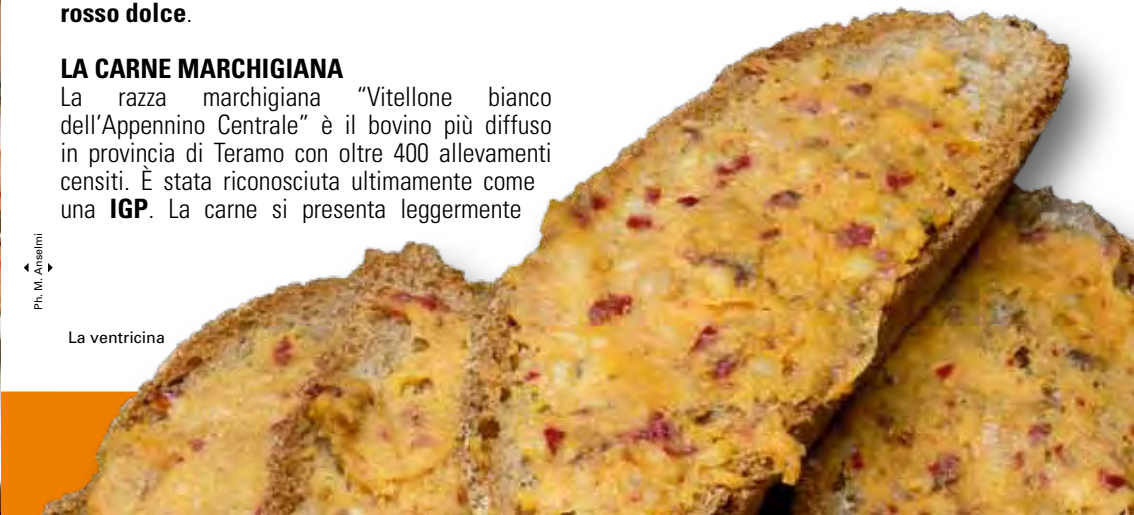 rosso dolce.
LA CARNE MARCHIGIANA
La razza marchigiana “Vitellone bianco
dell’Appennino Centrale” è il bovino più diffuso
in provincia di Teramo con oltre 400 allevamenti
censiti. È stata riconosciuta ultimamente come
una IGP. La carne si presenta leggermente
Ph. M. Anselmi
La ventricina